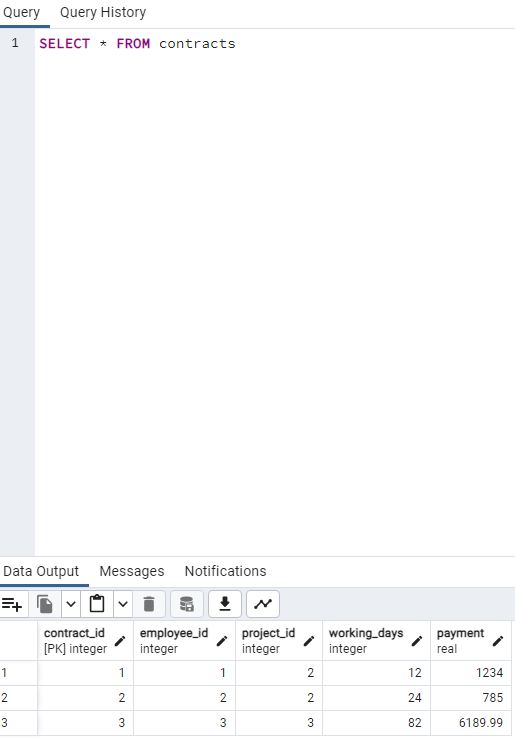 Query Query History
1 SELECT * FROM contracts
Data Output Messages Notifications
contract_id employee_id project_id working_days payment
[PK] integer integer integer integer real
1 1 1 2 12 1234
2 2 2 2 24 785
3 3 3 3 82 6189.99